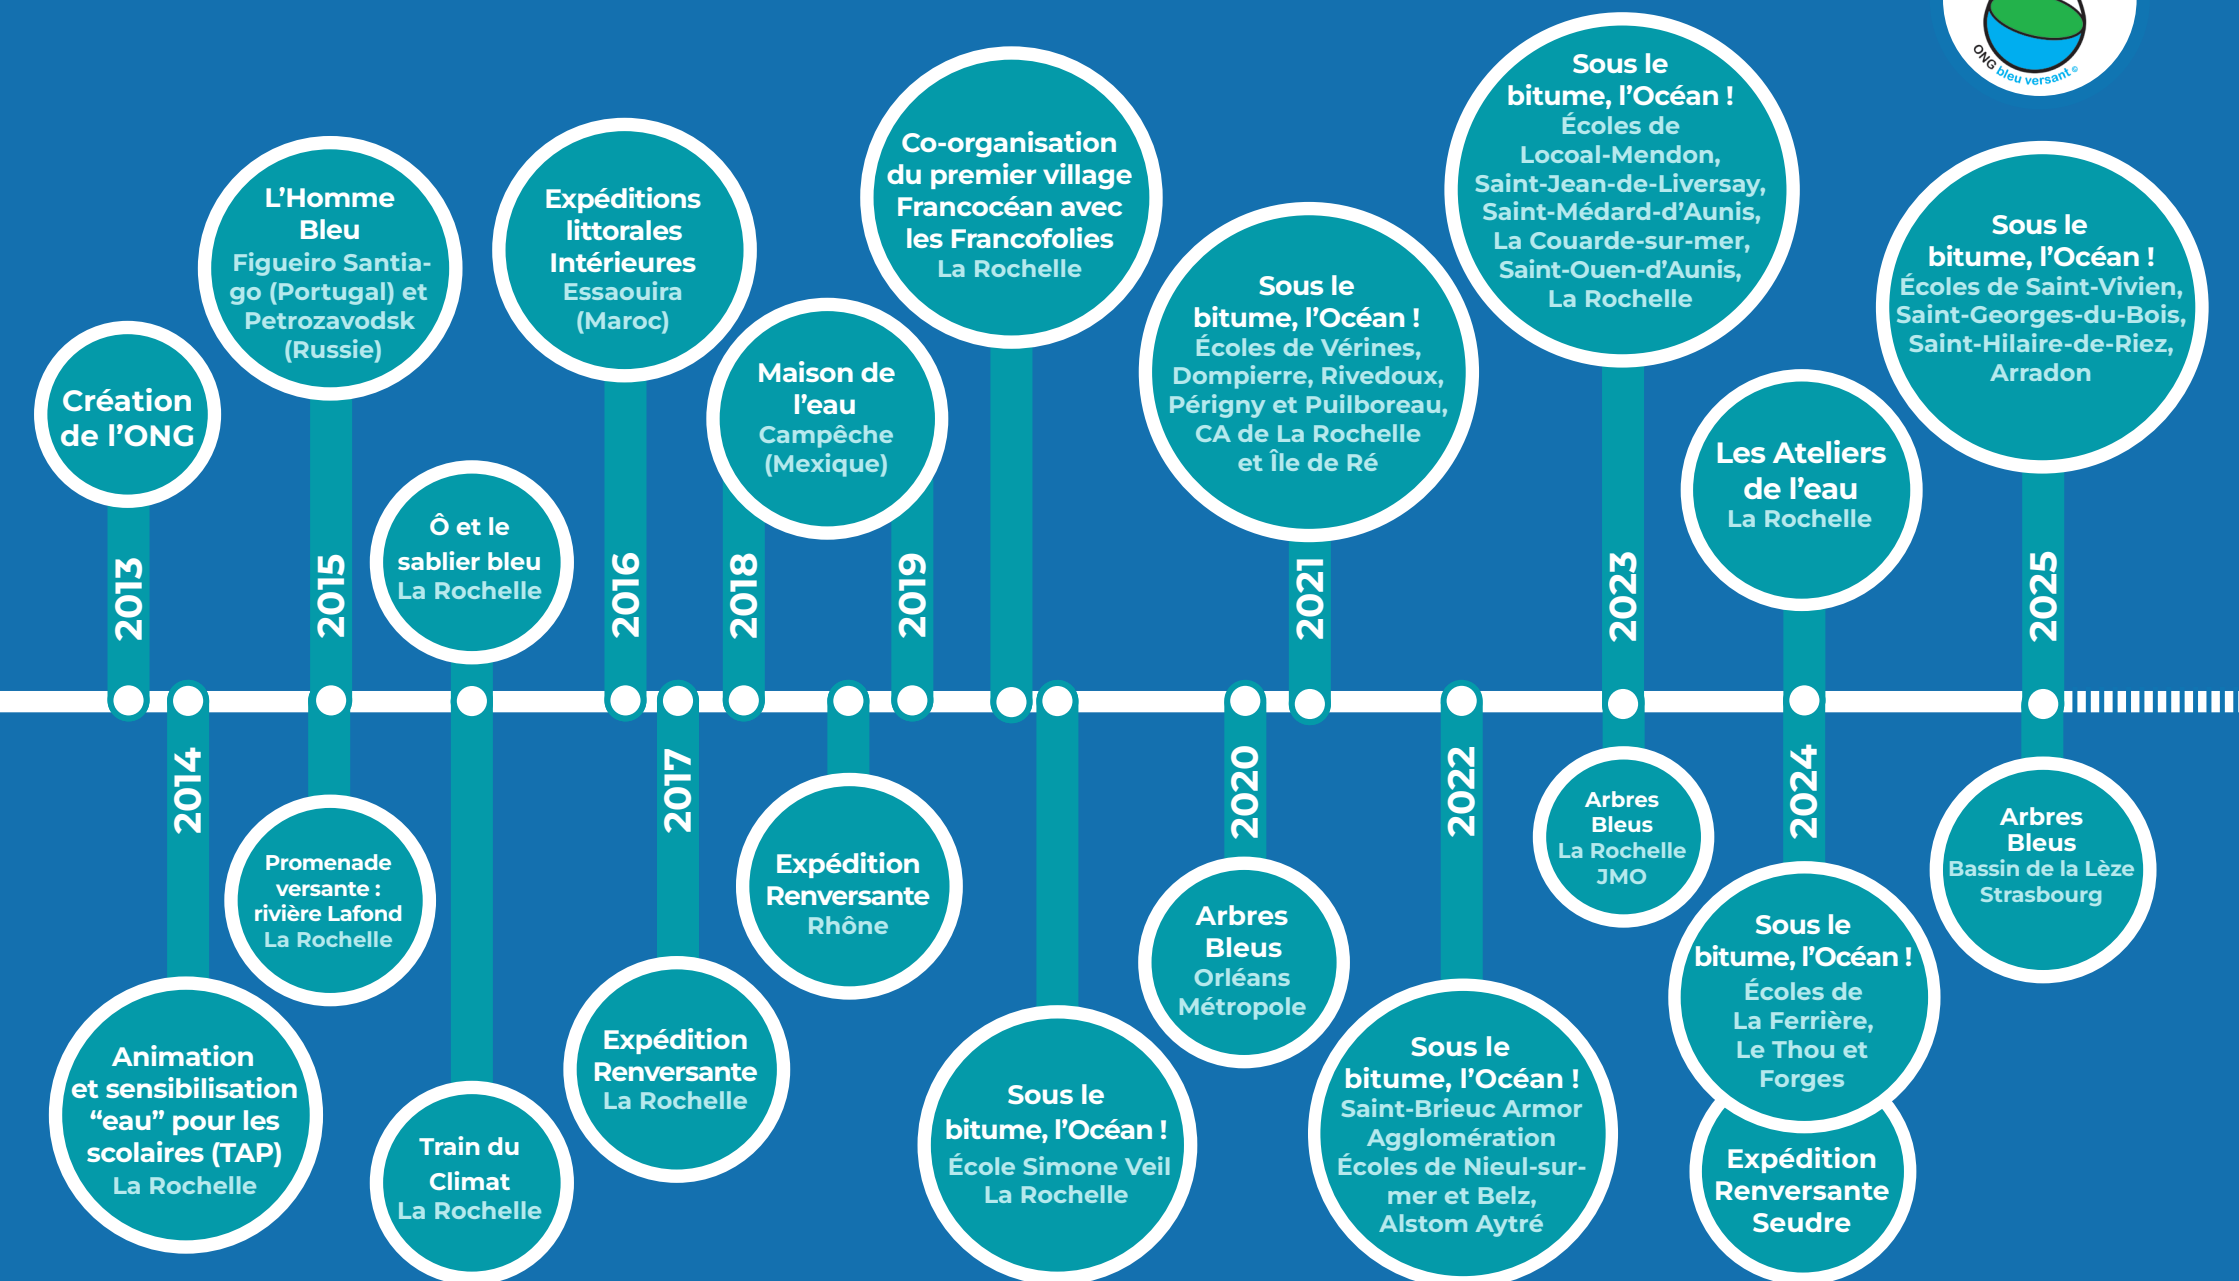 ONG bleu versant ©
Création
de l’ONG
2013
2014
Animation
et sensibilisation
“eau” pour les
scolaires (TAP)
La Rochelle
L’Homme
Bleu
Figueiro Santia-
go (Portugal) et
Petrozavodsk
(Russie)
2015
Promenade
versante :
rivière Lafond
La Rochelle
Ô et le
sablier bleu
La Rochelle
Train du
Climat
La Rochelle
Expéditions
littorales
Intérieures
Essaouira
(Maroc)
2016
2017
Expédition
Renversante
La Rochelle
Maison de
l’eau
Campêche
(Mexique)
2018
Expédition
Renversante
Rhône
2019
Co-organisation
du premier village
Francocéan avec
les Francofolies
La Rochelle
Sous le
bitume, l’Océan !
École Simone Veil
La Rochelle
2020
Arbres
Bleus
Orléans
Métropole
Sous le
bitume, l’Océan !
Écoles de Vérines,
Dompierre, Rivedoux,
Périgny et Puilboreau,
CA de La Rochelle
et Île de Ré
2021
2022
Sous le
bitume, l’Océan !
Saint-Brieuc Armor
Agglomération
Écoles de Nieul-sur-
mer et Belz,
Alstom Aytré
Sous le
bitume, l’Océan !
Écoles de
Locoal-Mendon,
Saint-Jean-de-Liversay,
Saint-Médard-d’Aunis,
La Couarde-sur-mer,
Saint-Ouen-d’Aunis,
La Rochelle
2023
Arbres
Bleus
La Rochelle
JMO
Les Ateliers
de l’eau
La Rochelle
2024
Sous le
bitume, l’Océan !
Écoles de
La Ferrière,
Le Thou et
Forges
Expédition
Renversante
Seudre
Sous le
bitume, l’Océan !
Écoles de Saint-Vivien,
Saint-Georges-du-Bois,
Saint-Hilaire-de-Riez,
Arradon
2025
Arbres
Bleus
Bassin de la Lèze
Strasbourg